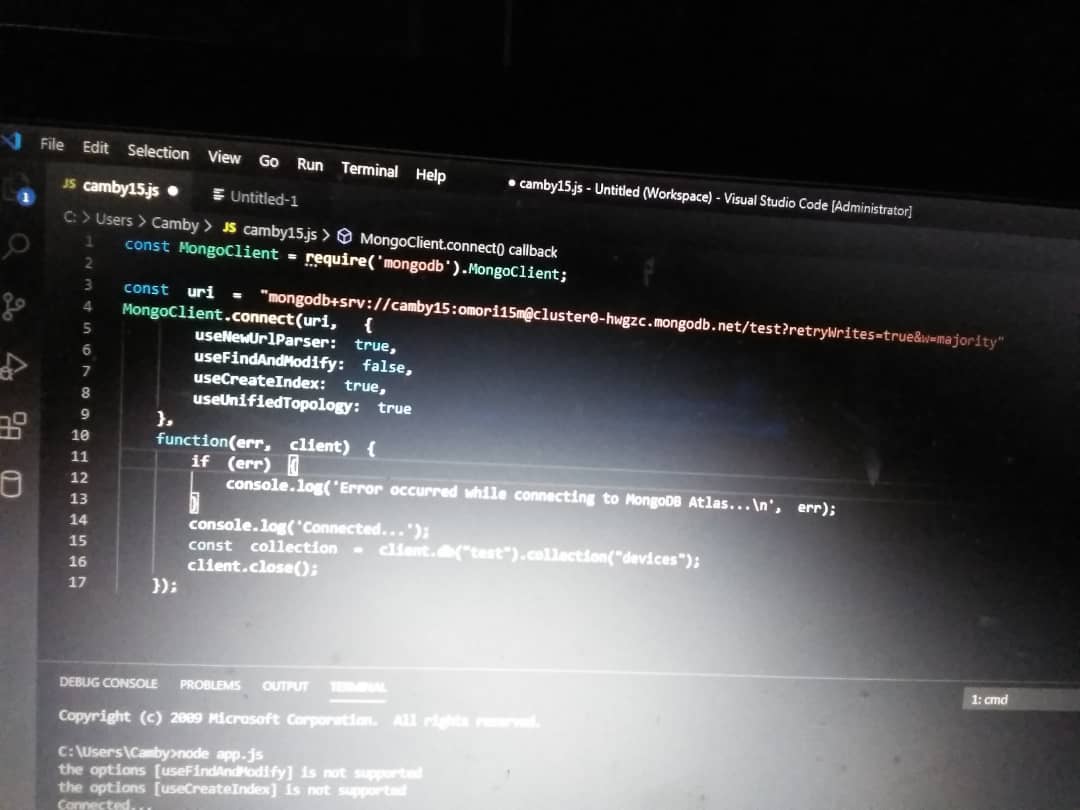 File Edit Selection View Go Run Terminal Help ● camby15.js - Untitled (Workspace) - Visual Studio Code [Administrator]
JS camby15.js ● Untitled-1
C: > Users > Camby > JS camby15.js > MongoClient.connect() callback
1
1 const MongoClient = require('mongodb').MongoClient;
2
3 const uri = "mongodb+srv://camby15:omori15m@cluster0-hwgzc.mongodb.net/test?retryWrites=true&w=majority"
4 MongoClient.connect(uri, {
5 useNewUrlParser: true,
6 useFindAndModify: false,
7 useCreateIndex: true,
8 useUnifiedTopology: true
9 },
10 function(err, client) {
11 if (err) {
12 console.log('Error occurred while connecting to MongoDB Atlas...\n', err);
13 }
14 console.log('Connected...');
15 const collection = client.db("test").collection("devices");
16 client.close();
17 });
DEBUG CONSOLE PROBLEMS OUTPUT TERMINAL 1: cmd
Copyright (c) 2009 Microsoft Corporation. All rights reserved.
C:\Users\Camby>node app.js
the options [useFindAndModify] is not supported
the options [useCreateIndex] is not supported
Connected...